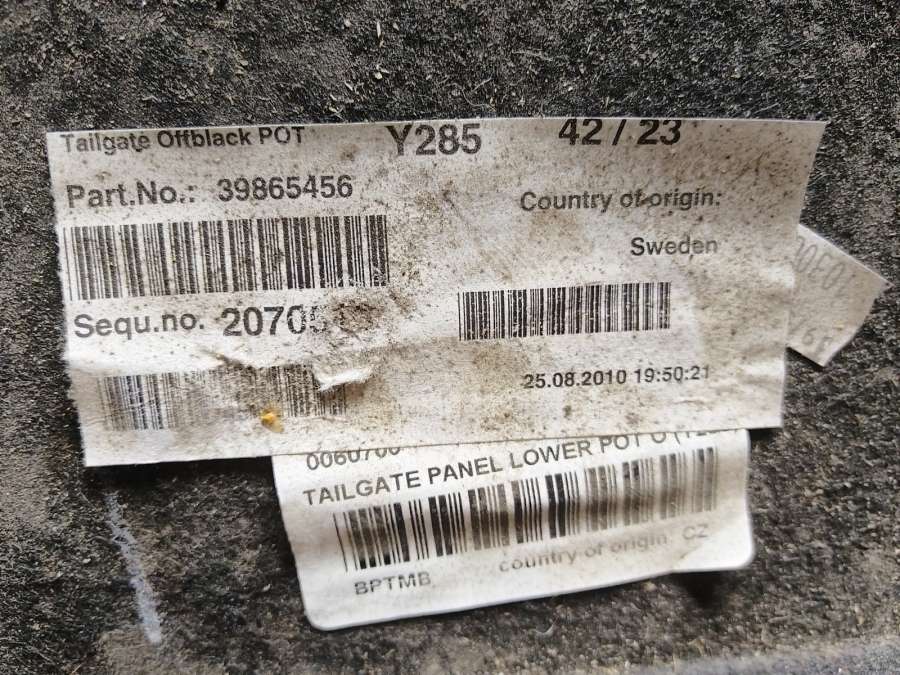 Tailgate Offblack POT Y285 42 / 23
Part.No.: 39865456
Country of origin:
Sweden
Sequ.no.
25.08.2010 19:50:21
TAILGATE PANEL LOWER POT
BPTMB country of origin CZ